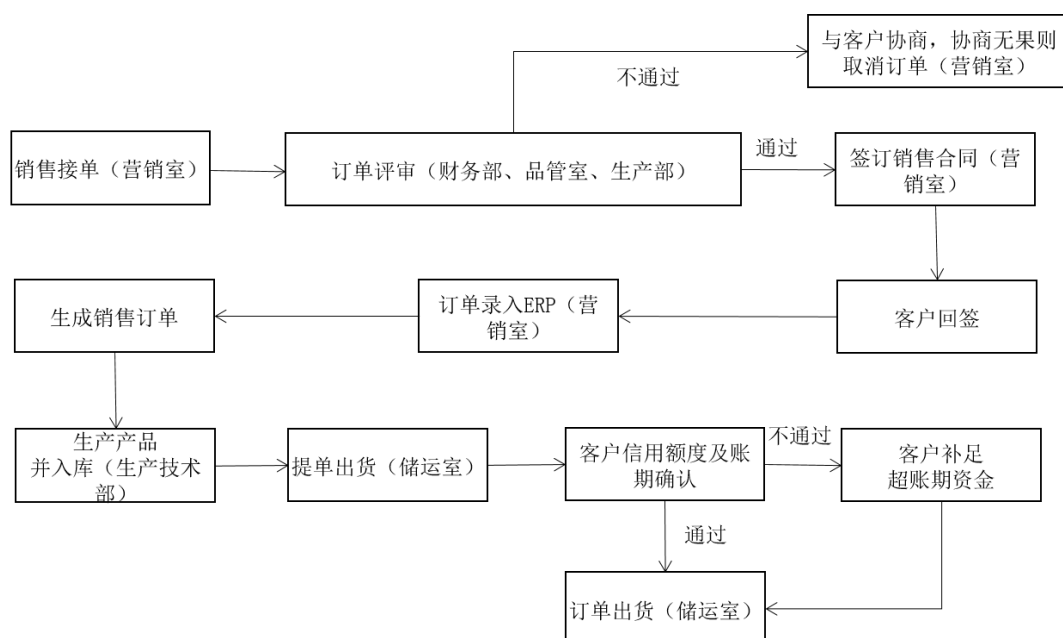 与客户协商，协商无果则
取消订单（营销室）
不通过
销售接单（营销室）
订单评审（财务部、品管室、生产部）
通过
签订销售合同（营
销室）
生成销售订单
订单录入ERP（营
销室）
客户回签
生产产品
并入库（生产技术
部）
提单出货（储运室）
客户信用额度及账
期确认
不通过
客户补足
超账期资金
通过
订单出货（储运室）